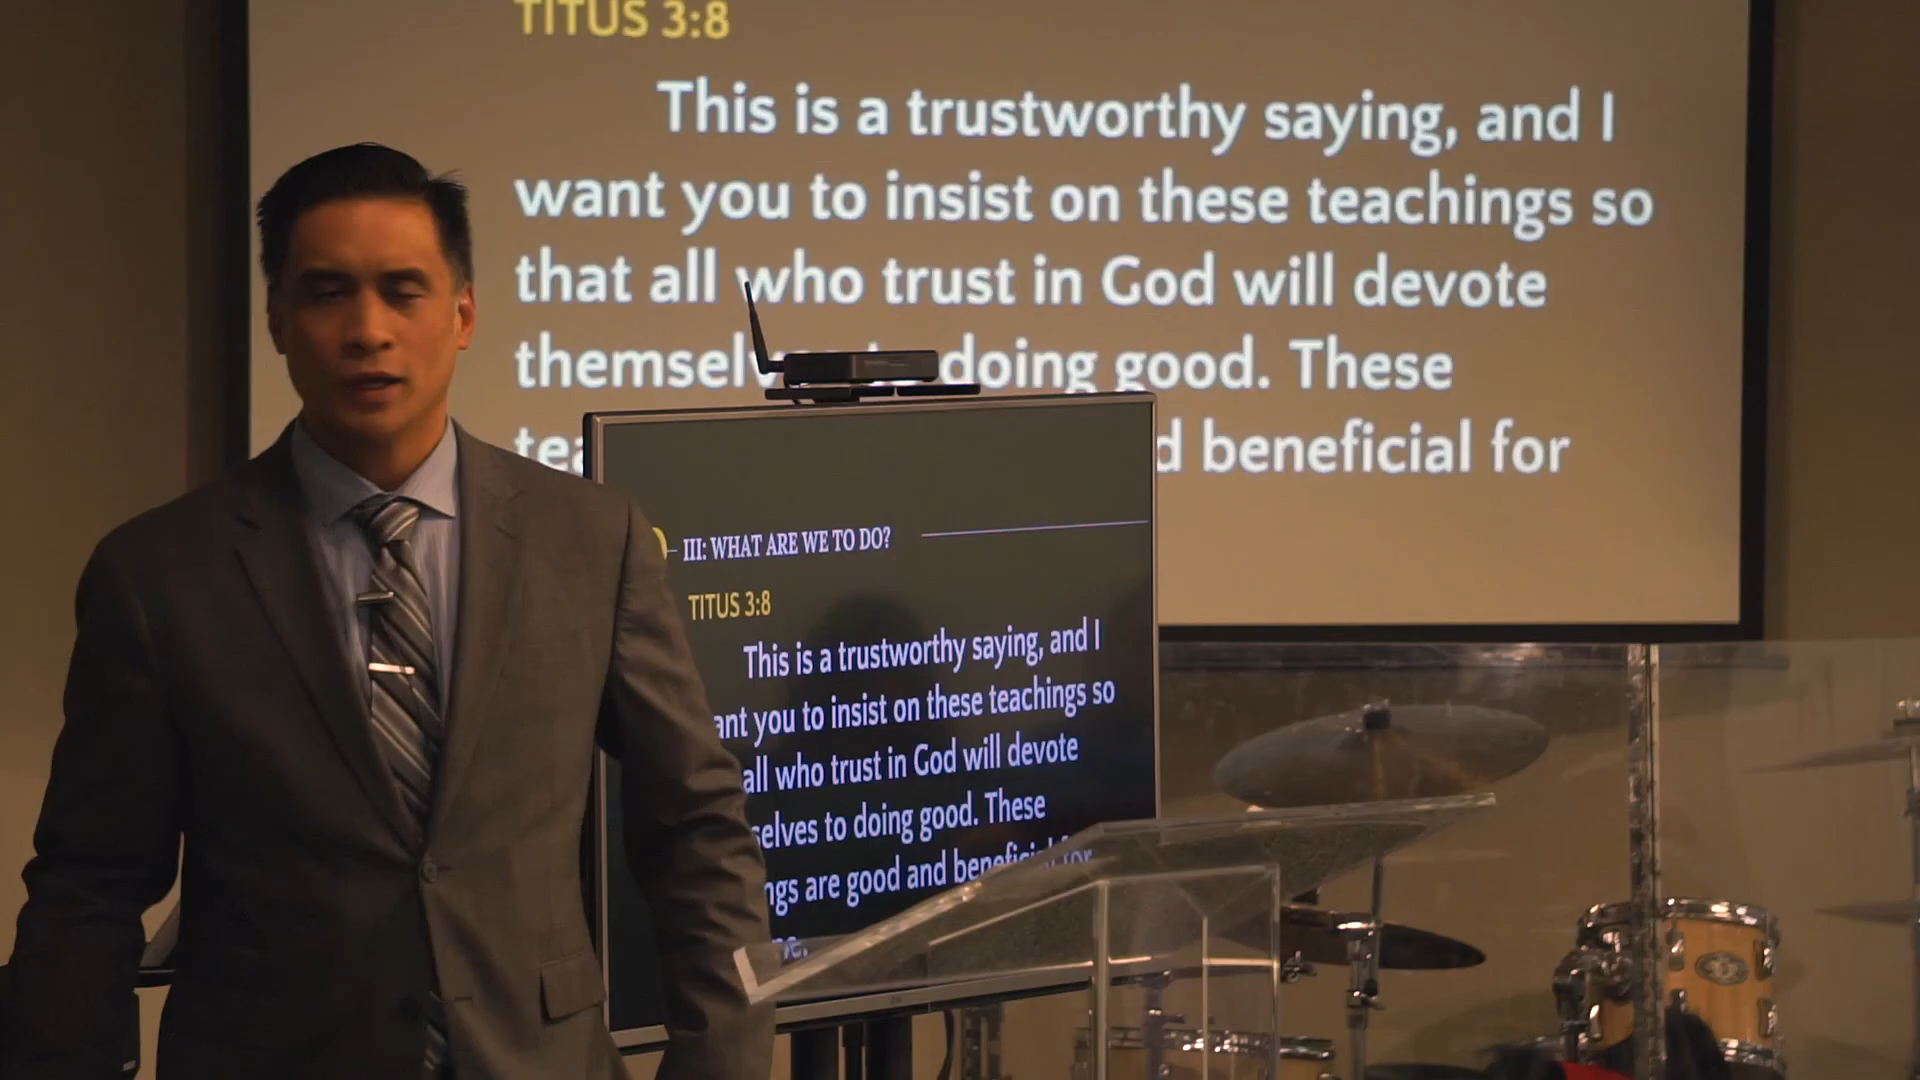 TITUS 3:8
This is a trustworthy saying, and I
want you to insist on these teachings so
that all who trust in God will devote
doing good. These
beneficial for
III: WHAT ARE WE TO DO?
TITUS 3:8
This is a trustworthy saying, and I
you to insist on these teachings so
all who trust in God will devote
to doing good. These
are good and beneficial for